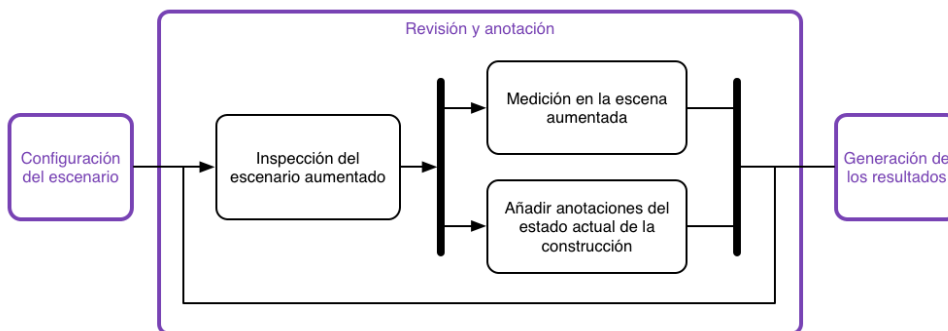 Revisión y anotación
Configuración
del escenario
Inspección del
escenario aumentado
Medición en la escena
aumentada
Añadir anotaciones del
estado actual de la
construcción
Generación de
los resultados